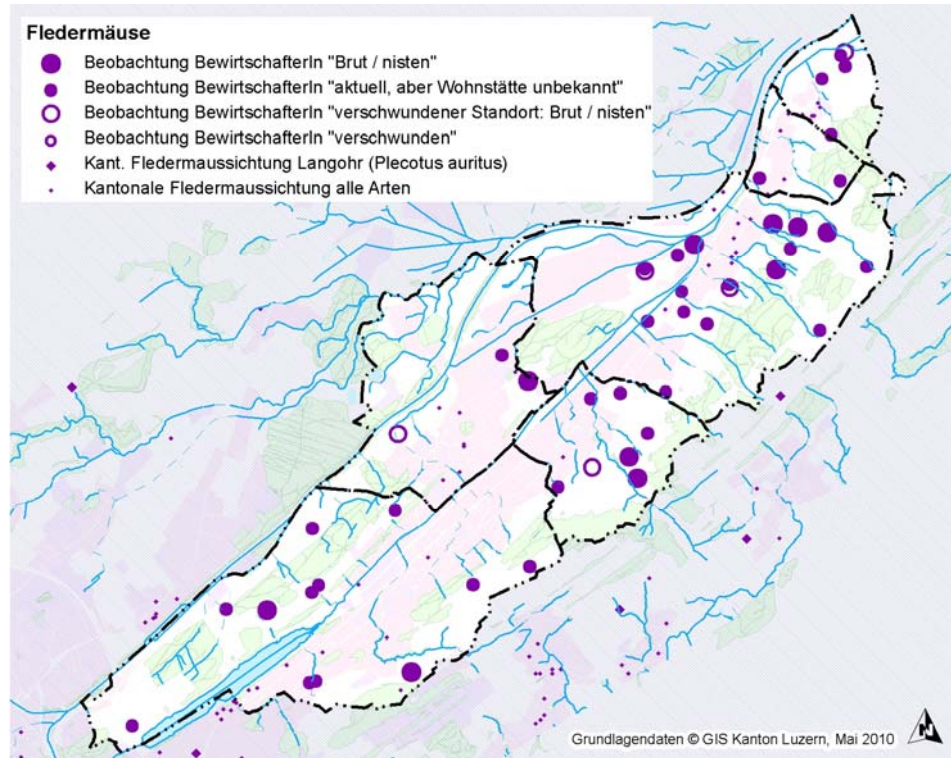 Fledermäuse
Beobachtung BewirtschafterIn "Brut / nisten"
Beobachtung BewirtschafterIn "aktuell, aber Wohnstätte unbekannt"
Beobachtung BewirtschafterIn "verschwundener Standort: Brut / nisten"
Beobachtung BewirtschafterIn "verschwunden"
Kant. Fledermaussichtung Langohr (Plecotus auritus)
Kantonale Fledermaussichtung alle Arten
Grundlagendaten © GIS Kanton Luzern, Mai 2010
N